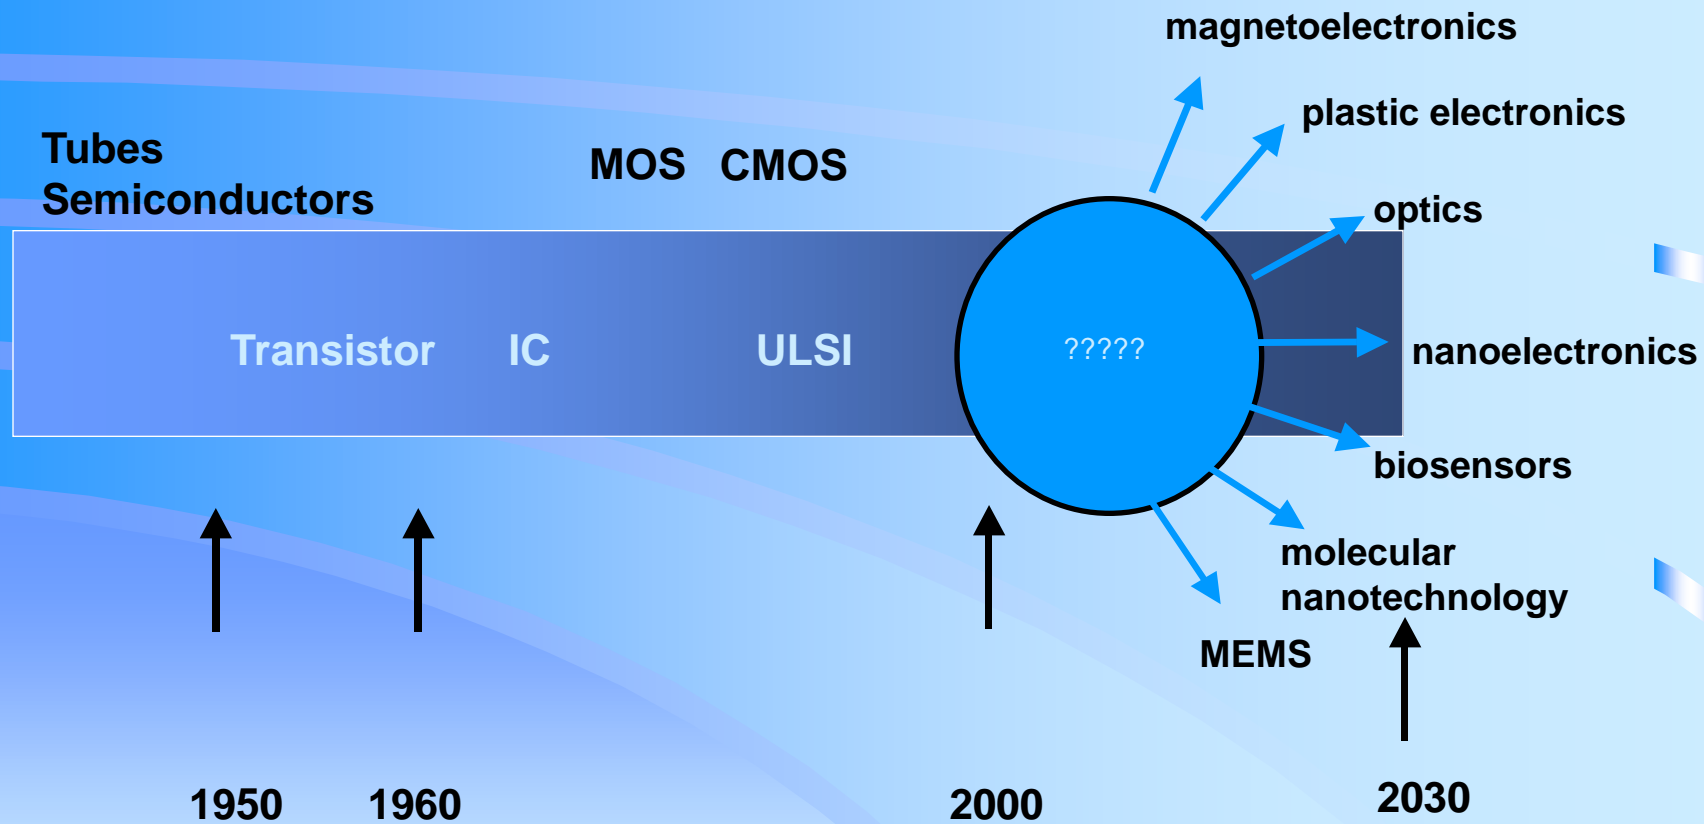 magnetoelectronics
plastic electronics
Tubes
Semiconductors
MOS CMOS
optics
Transistor IC ULSI ?????
nanoelectronics
biosensors
molecular
nanotechnology
MEMS
1950 1960 2000 2030